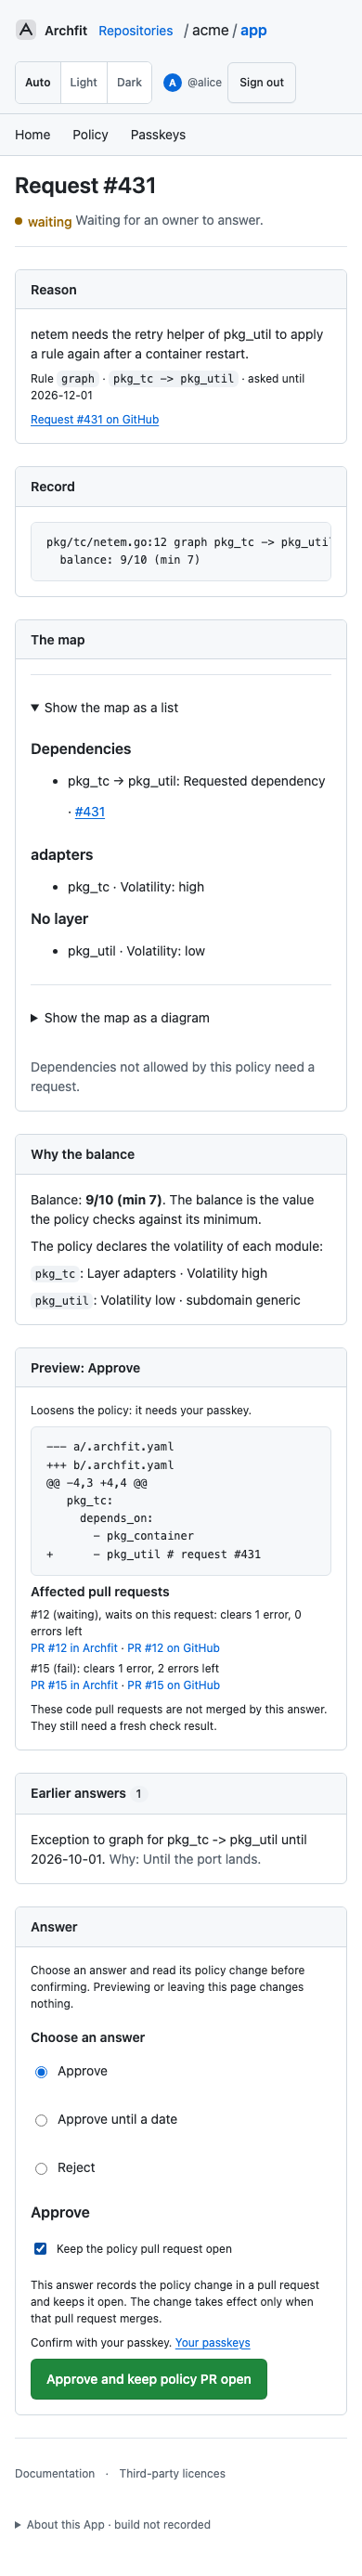 Archfit Repositories / acme / app
Auto Light Dark A @alice Sign out
Home Policy Passkeys
Request #431
waiting Waiting for an owner to answer.
Reason
netem needs the retry helper of pkg_util to apply
a rule again after a container restart.
Rule graph · pkg_tc -> pkg_util · asked until
2026-12-01
Request #431 on GitHub
Record
pkg/tc/netem.go:12 graph pkg_tc -> pkg_util
balance: 9/10 (min 7)
The map
▼ Show the map as a list
Dependencies
• pkg_tc → pkg_util: Requested dependency
· #431
adapters
• pkg_tc · Volatility: high
No layer
• pkg_util · Volatility: low
▶ Show the map as a diagram
Dependencies not allowed by this policy need a
request.
Why the balance
Balance: 9/10 (min 7). The balance is the value
the policy checks against its minimum.
The policy declares the volatility of each module:
pkg_tc: Layer adapters · Volatility high
pkg_util: Volatility low · subdomain generic
Preview: Approve
Loosens the policy: it needs your passkey.
--- a/.archfit.yaml
+++ b/.archfit.yaml
@@ -4,3 +4,4 @@
pkg_tc:
depends_on:
- pkg_container
+ - pkg_util # request #431
Affected pull requests
#12 (waiting), waits on this request: clears 1 error, 0
errors left
PR #12 in Archfit · PR #12 on GitHub
#15 (fail): clears 1 error, 2 errors left
PR #15 in Archfit · PR #15 on GitHub
These code pull requests are not merged by this answer.
They still need a fresh check result.
Earlier answers 1
Exception to graph for pkg_tc -> pkg_util until
2026-10-01. Why: Until the port lands.
Answer
Choose an answer and read its policy change before
confirming. Previewing or leaving this page changes
nothing.
Choose an answer
Approve
Approve until a date
Reject
Approve
Keep the policy pull request open
This answer records the policy change in a pull request
and keeps it open. The change takes effect only when
that pull request merges.
Confirm with your passkey. Your passkeys
Approve and keep policy PR open
Documentation · Third-party licences
▶ About this App · build not recorded